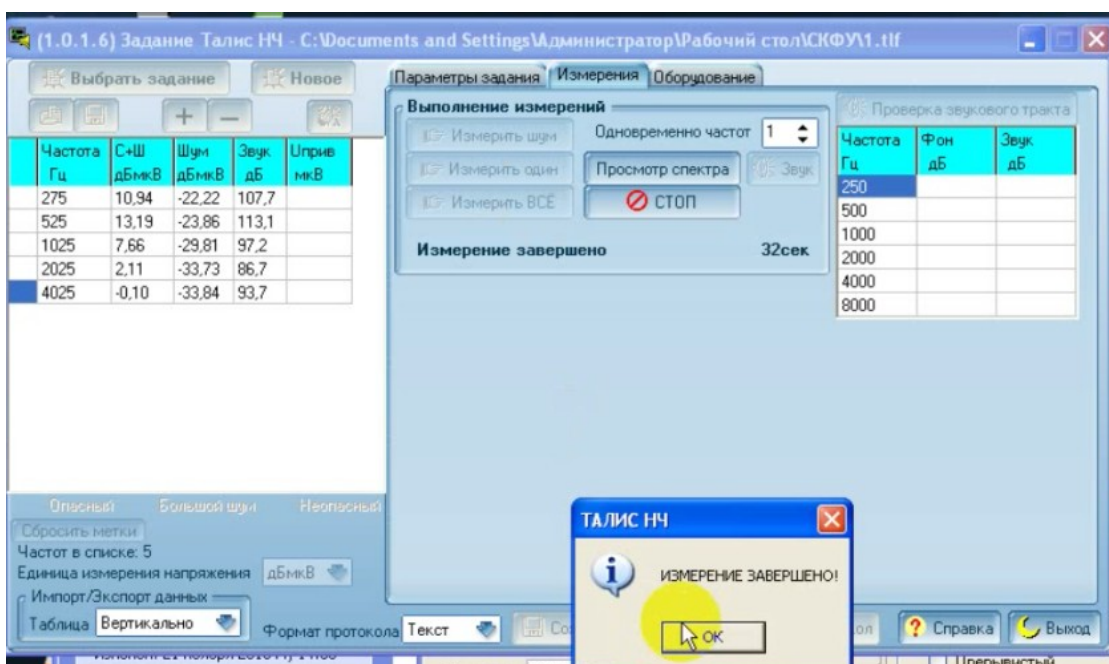 (1.0.1.6) Задание Талис НЧ - C:\Documents and Settings\Администратор\Рабочий стол\СКФУ\1.tlf
Выбрать задание Новое
Частота Гц С+Ш дБмкВ Шум дБмкВ Звук дБ Uприв мкВ
275 10,94 -22,22 107,7
525 13,19 -23,86 113,1
1025 7,66 -29,81 97,2
2025 2,11 -33,73 86,7
4025 -0,10 -33,84 93,7
Опасный Большой шум Неопасный
Сбросить метки
Частот в списке: 5
Единица измерения напряжения дБмкВ
Импорт/Экспорт данных
Таблица Вертикально
Формат протокола Текст
Параметры задания Измерения Оборудование
Выполнение измерений
Измерить шум Одновременно частот 1
Измерить один Просмотр спектра Звук
Измерить ВСЁ СТОП
Измерение завершено 32сек
Проверка звукового тракта
Частота Гц Фон дБ Звук дБ
250
500
1000
2000
4000
8000
ТАЛИС НЧ
ИЗМЕРЕНИЕ ЗАВЕРШЕНО!
OK
Справка Выход
Прерывистый